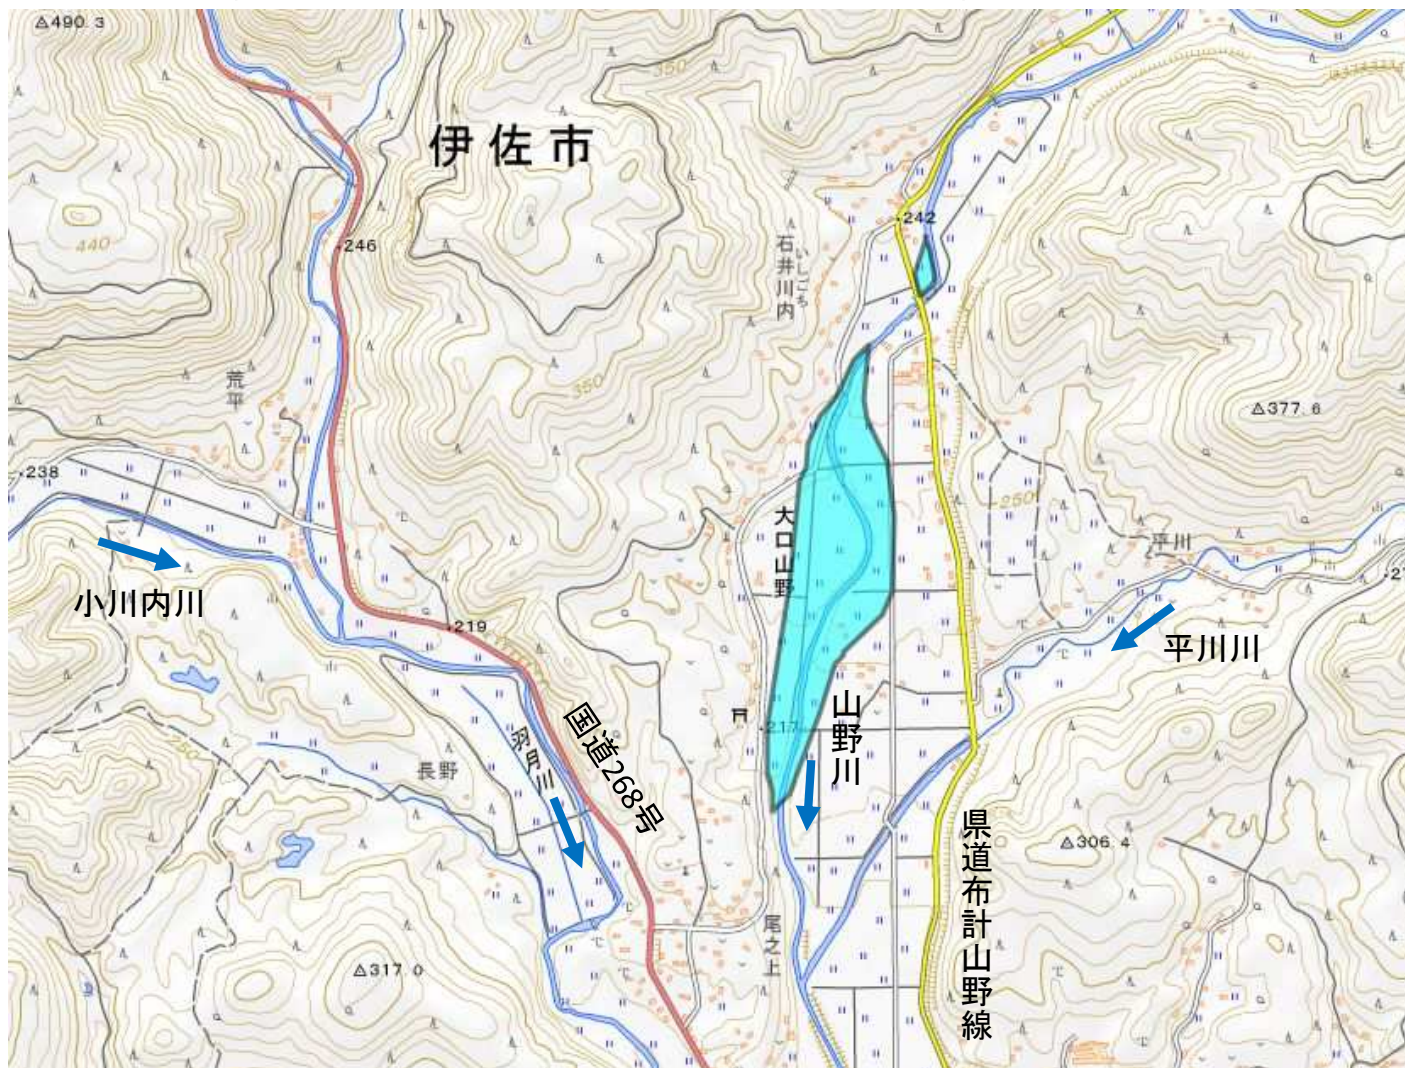 490.3
350
伊佐市
242
440
246
石井川内
いしごち
350
荒平
377.6
238
250
大口山野
平川
小川内川
219
平川川
山野川
217
国道268号
羽月川
長野
250
県道布計山野線
306.4
尾之上
317.0